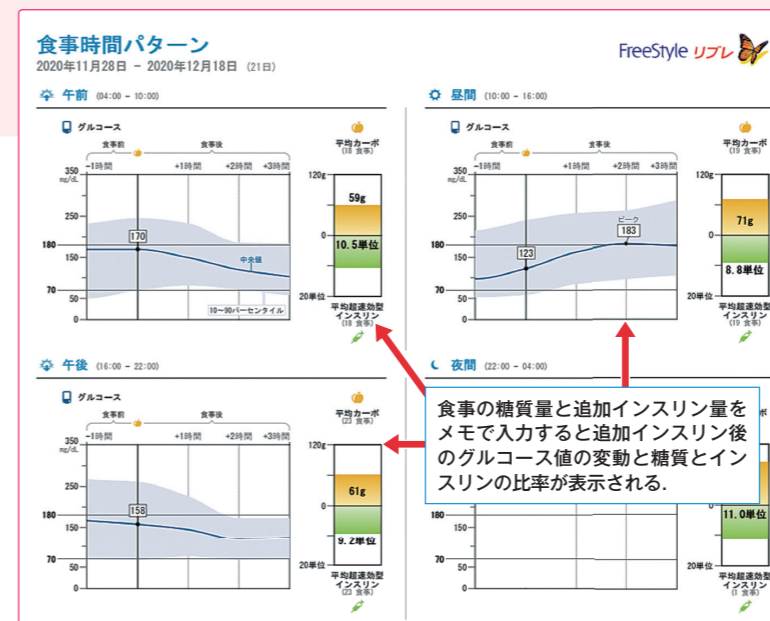 食事時間パターン
2020年11月28日 - 2020年12月18日 (21日)
FreeStyle リブレ
午前 (04:00 - 10:00)
グルコース
食事前
食事後
-1時間
+1時間
+2時間
+3時間
350
mg/dL
250
180
150
70
50
0
170
中央値
10~90パーセンタイル
平均カーボ
(18 食事)
120g
59g
0
10.5単位
20単位
平均超速効型
インスリン
(18 食事)
昼間 (10:00 - 16:00)
グルコース
食事前
食事後
-1時間
+1時間
+2時間
+3時間
350
mg/dL
250
180
150
70
50
0
123
ピーク
183
平均カーボ
(19 食事)
120g
71g
0
8.8単位
20単位
平均超速効型
インスリン
(19 食事)
午後 (16:00 - 22:00)
グルコース
食事前
食事後
-1時間
+1時間
+2時間
+3時間
350
mg/dL
250
180
150
70
50
0
158
平均カーボ
(23 食事)
120g
61g
0
9.2単位
20単位
平均超速効型
インスリン
(23 食事)
夜間 (22:00 - 04:00)
食事の糖質量と追加インスリン量を
メモで入力すると追加インスリン後
のグルコース値の変動と糖質とイン
スリンの比率が表示される.
180
150
70
50
0
0
11.0単位
20単位
平均超速効型
インスリン
(1 食事)